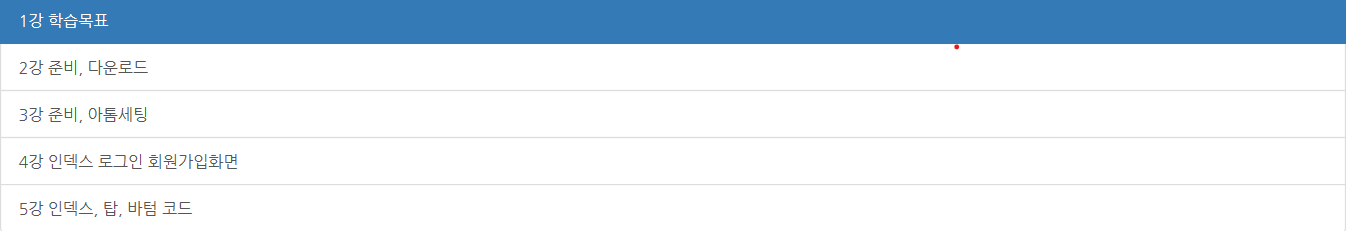 1강 학습목표
2강 준비, 다운로드
3강 준비, 아톰세팅
4강 인덱스 로그인 회원가입화면
5강 인덱스, 탑, 바텀 코드